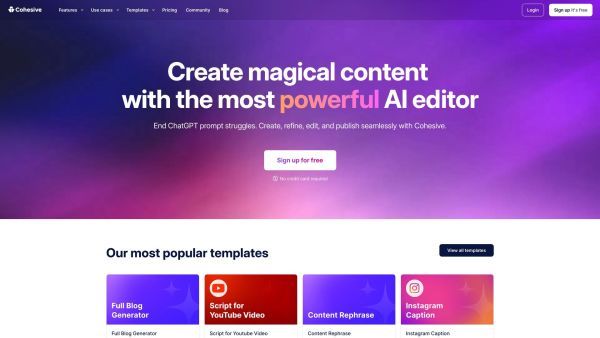 Cohesive Features Use cases Templates Pricing Community Blog Login Sign up it's free
Create magical content
with the most powerful AI editor
End ChatGPT prompt struggles. Create, refine, edit, and publish seamlessly with Cohesive.
Sign up for free
No credit card required
Our most popular templates View all templates
Full Blog
Generator
Script for
YouTube Video
Content Rephrase
Instagram
Caption
Full Blog Generator
Script for Youtube Video
Content Rephrase
Instagram Caption